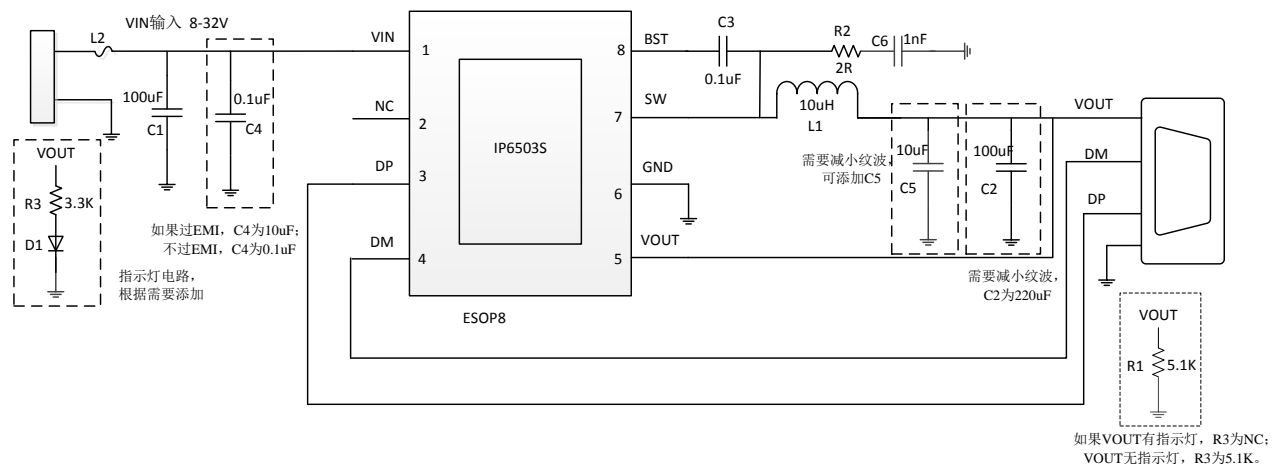 VIN输入 8-32V
L2
100uF
C1
0.1uF
C4
VOUT
R3
3.3K
D1
指示灯电路，
根据需要添加
如果过EMI，C4为10uF；
不过EMI，C4为0.1uF
VIN
1
NC
2
DP
3
DM
4
IP6503S
ESOP8
8
BST
7
SW
6
GND
5
VOUT
C3
0.1uF
R2
2R
C6
1nF
10uH
L1
需要减小纹波，
可添加C5
10uF
C5
100uF
C2
需要减小纹波，
C2为220uF
VOUT
DM
DP
VOUT
R1
5.1K
如果VOUT有指示灯，R3为NC；
VOUT无指示灯，R3为5.1K。